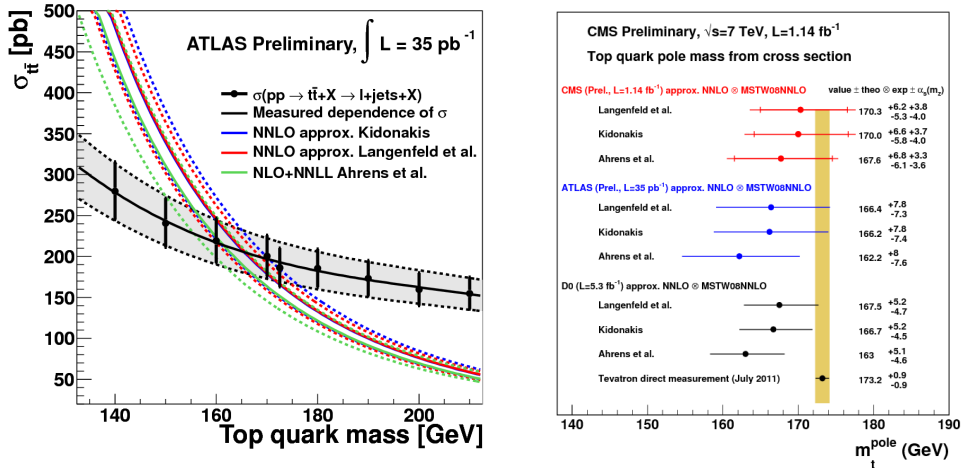 σtt̄ [pb]
500
450
400
350
300
250
200
150
100
50
ATLAS Preliminary, ∫ L = 35 pb⁻¹
σ(pp → tt̄+X → l+jets+X)
Measured dependence of σ
NNLO approx. Kidonakis
NNLO approx. Langenfeld et al.
NLO+NNLL Ahrens et al.
140 160 180 200
Top quark mass [GeV]
CMS Preliminary, √s=7 TeV, L=1.14 fb⁻¹
Top quark pole mass from cross section
CMS (Prel., L=1.14 fb⁻¹) approx. NNLO ⊗ MSTW08NNLO value ± theo ⊗ exp ± αs(mZ)
Langenfeld et al. 170.3 +6.2 +3.8 -5.3 -4.0
Kidonakis 170.0 +6.6 +3.7 -5.8 -4.0
Ahrens et al. 167.6 +6.8 +3.3 -6.1 -3.6
ATLAS (Prel., L=35 pb⁻¹) approx. NNLO ⊗ MSTW08NNLO
Langenfeld et al. 166.4 +7.8 -7.3
Kidonakis 166.2 +7.8 -7.4
Ahrens et al. 162.2 +8 -7.6
D0 (L=5.3 fb⁻¹) approx. NNLO ⊗ MSTW08NNLO
Langenfeld et al. 167.5 +5.2 -4.7
Kidonakis 166.7 +5.2 -4.5
Ahrens et al. 163 +5.1 -4.6
Tevatron direct measurement (July 2011) 173.2 +0.9 -0.9
140 150 160 170 180 190
mt^pole (GeV)